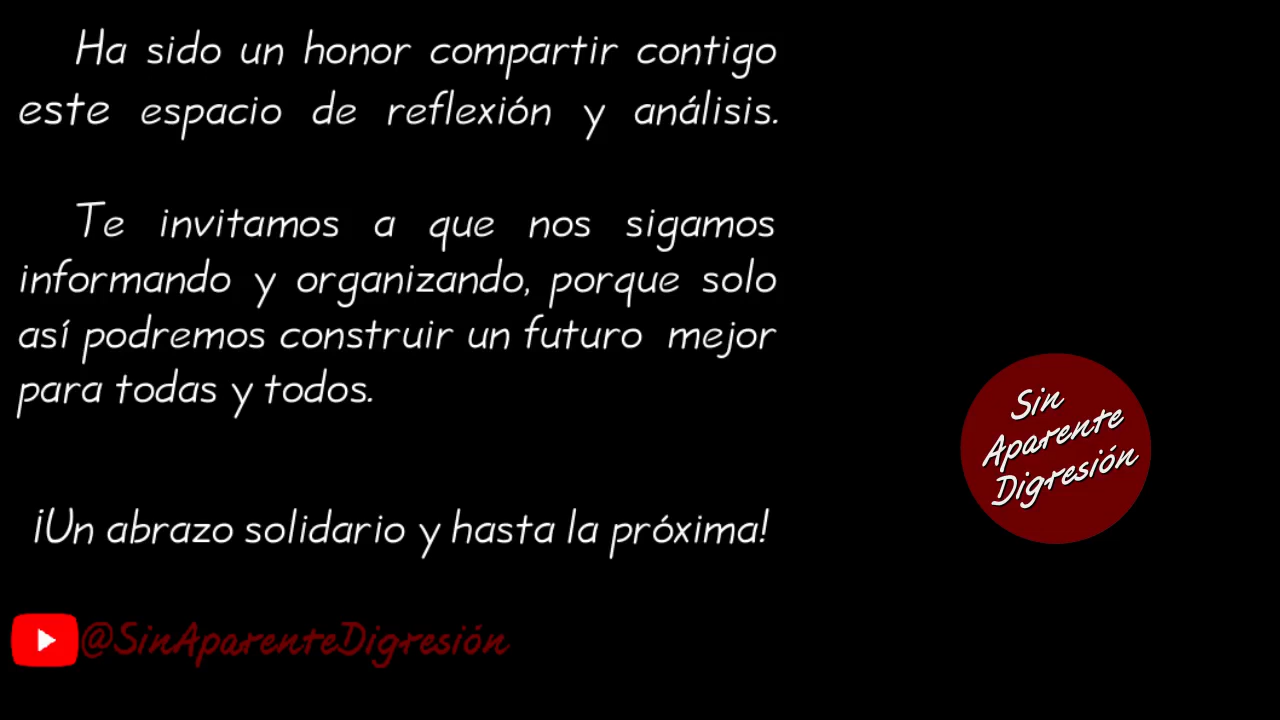 Ha sido un honor compartir contigo
este espacio de reflexión y análisis.
Te invitamos a que nos sigamos
informando y organizando, porque solo
así podremos construir un futuro mejor
para todas y todos.
Sin
Aparente
Digresión
¡Un abrazo solidario y hasta la próxima!
@SinAparenteDigresión